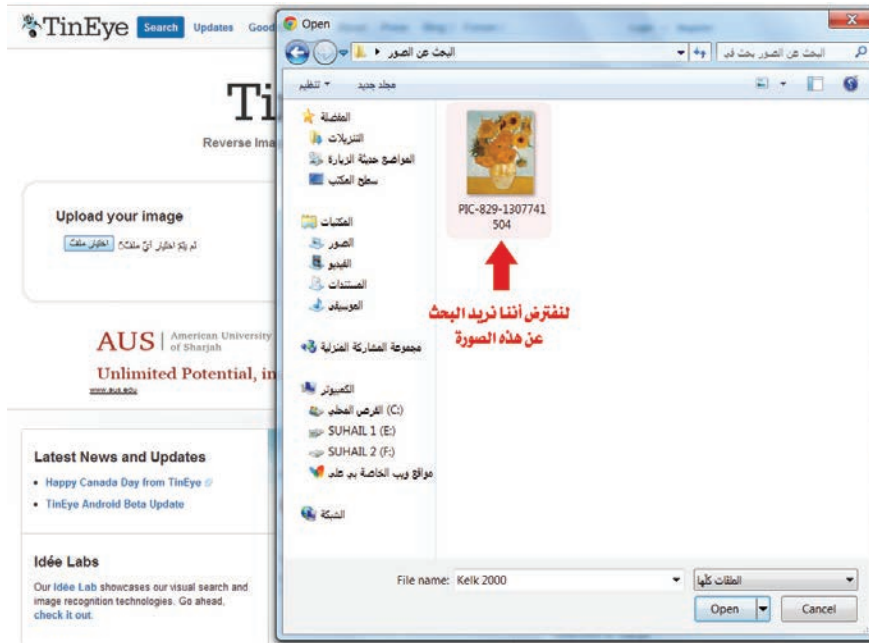 TinEye Search Updates Good
Open
البحث عن الصور
البحث عن الصور بحث في
تنظيم
مجلد جديد
Ti
Reverse Ima
Upload your image
اختيار ملف
لم يتم اختيار أيّ ملف
AUS | American University of Sharjah
Unlimited Potential, in
www.aus.edu
Latest News and Updates
Happy Canada Day from TinEye
TinEye Android Beta Update
Idée Labs
Our Idée Lab showcases our visual search and
image recognition technologies. Go ahead,
check it out.
المفضلة
التنزيلات
المواضع حديثة الزيارة
سطح المكتب
المكتبات
الصور
الفيديو
المستندات
الموسيقى
مجموعة المشاركة المنزلية
الكمبيوتر
القرص المحلي (C:)
SUHAIL 1 (E:)
SUHAIL 2 (F:)
مواقع ويب الخاصة بي على
الشبكة
PIC-829-1307741
504
لنفترض أننا نريد البحث
عن هذه الصورة
File name: Kelk 2000
الملفات كلّها
Open Cancel